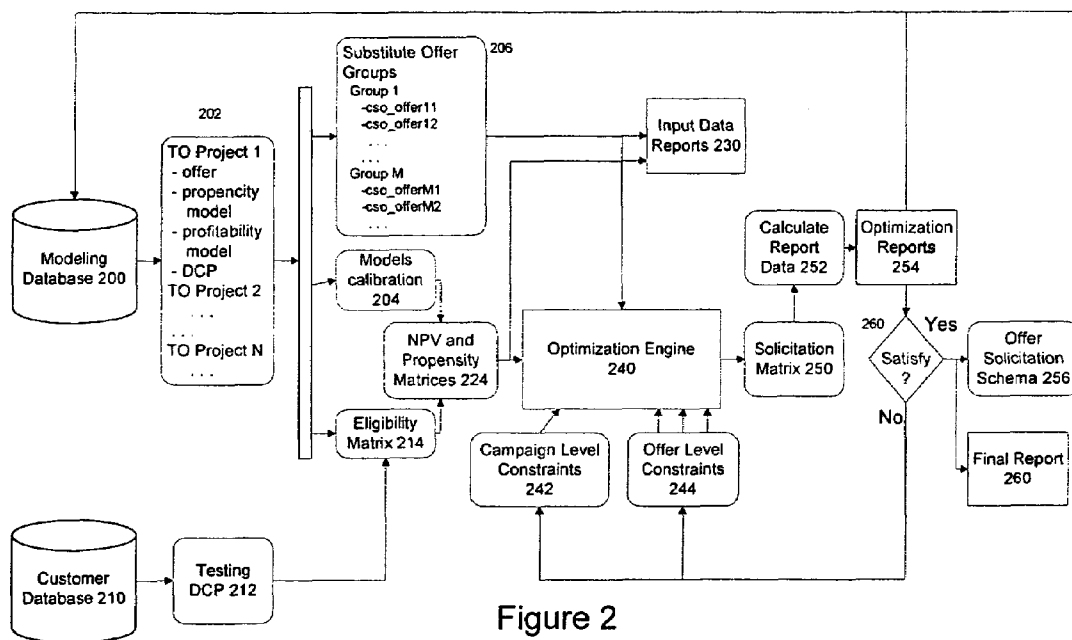 202
TO Project 1
- offer
- propencity
model
- profitability
model
- DCP
TO Project 2
. . .
. . .
TO Project N
. . .
Modeling
Database 200
206
Substitute Offer
Groups
Group 1
-cso_offer11
-cso_offer12
. . .
. . .
Group M
-cso_offerM1
-cso_offerM2
. . .
Models
calibration
204
Eligibility
Matrix 214
NPV and
Propensity
Matrices 224
Input Data
Reports 230
Optimization Engine
240
Campaign Level
Constraints
242
Offer Level
Constraints
244
Solicitation
Matrix 250
Calculate
Report
Data 252
Optimization
Reports
254
260
Satisfy
?
Yes
No
Offer
Solicitation
Schema 256
Final Report
260
Customer
Database 210
Testing
DCP 212
Figure 2